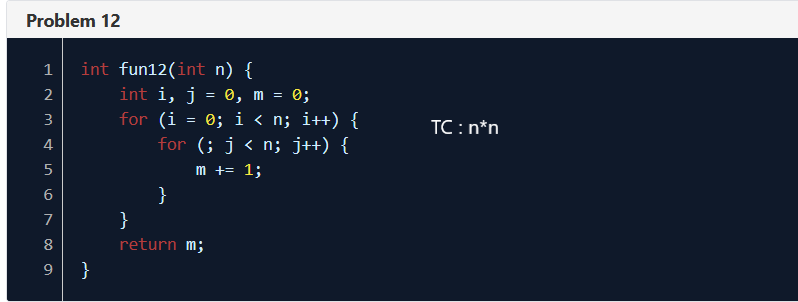 Problem 12
1 int fun12(int n) {
2 int i, j = 0, m = 0;
3 for (i = 0; i < n; i++) {
4 for (; j < n; j++) {
5 m += 1;
6 }
7 }
8 return m;
9 }
TC : n*n